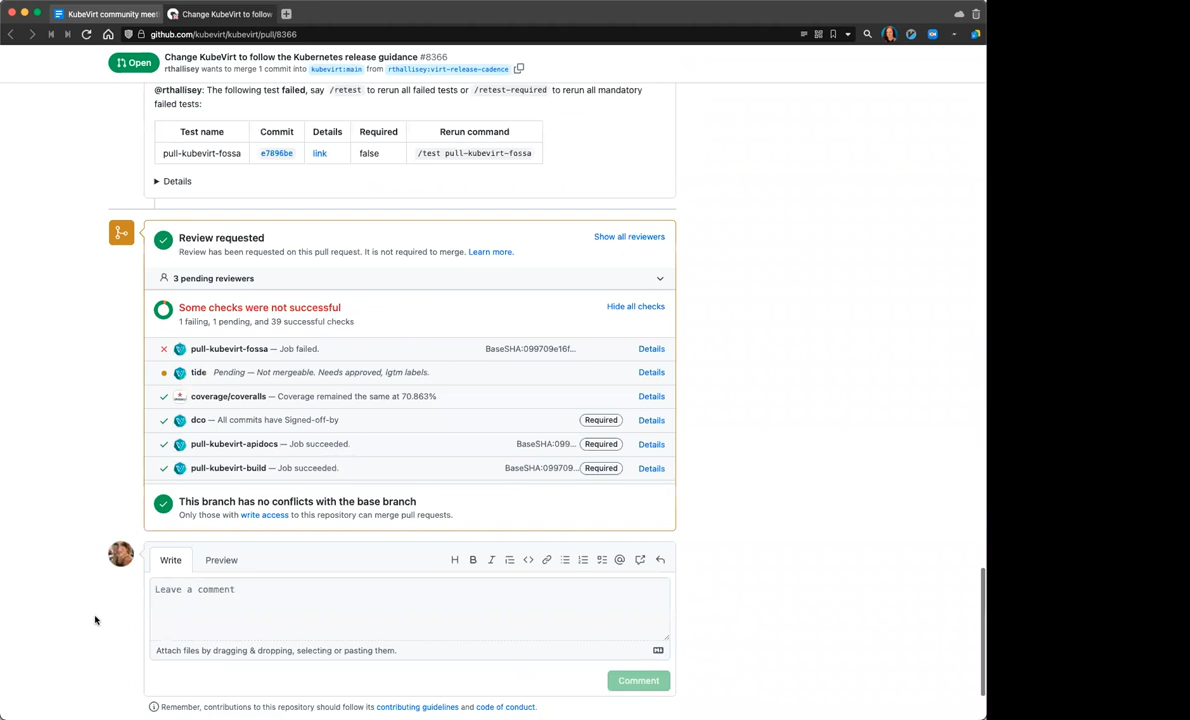 KubeVirt community meet
Change KubeVirt to follow
github.com/kubevirt/kubevirt/pull/8366
Open
Change KubeVirt to follow the Kubernetes release guidance #8366
rthallisey wants to merge 1 commit into kubevirt:main from rthallisey:virt-release-cadence
@rthallisey: The following test failed, say /retest to rerun all failed tests or /retest-required to rerun all mandatory
failed tests:
Test name Commit Details Required Rerun command
pull-kubevirt-fossa e7896be link false /test pull-kubevirt-fossa
Details
Review requested
Show all reviewers
Review has been requested on this pull request. It is not required to merge. Learn more.
3 pending reviewers
Some checks were not successful
Hide all checks
1 failing, 1 pending, and 39 successful checks
pull-kubevirt-fossa — Job failed. BaseSHA:099709e16f... Details
tide Pending — Not mergeable. Needs approved, lgtm labels. Details
coverage/coveralls — Coverage remained the same at 70.863% Details
dco — All commits have Signed-off-by Required Details
pull-kubevirt-apidocs — Job succeeded. BaseSHA:099... Required Details
pull-kubevirt-build — Job succeeded. BaseSHA:099709... Required Details
This branch has no conflicts with the base branch
Only those with write access to this repository can merge pull requests.
Write Preview
Leave a comment
Attach files by dragging & dropping, selecting or pasting them.
Comment
Remember, contributions to this repository should follow its contributing guidelines and code of conduct.